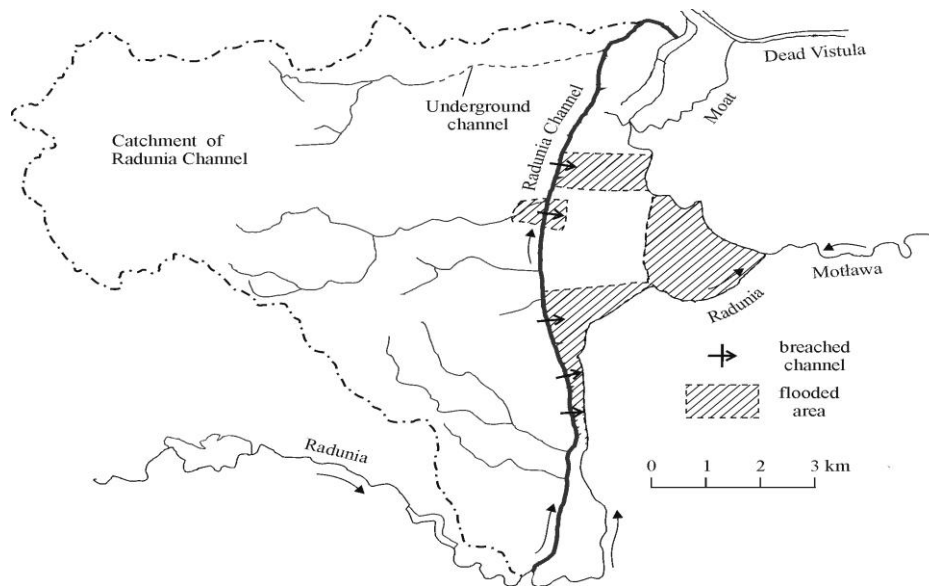 Dead Vistula
Moat
Underground
channel
Radunia Channel
Catchment of
Radunia Channel
Motława
Radunia
breached
channel
flooded
area
Radunia
0 1 2 3 km